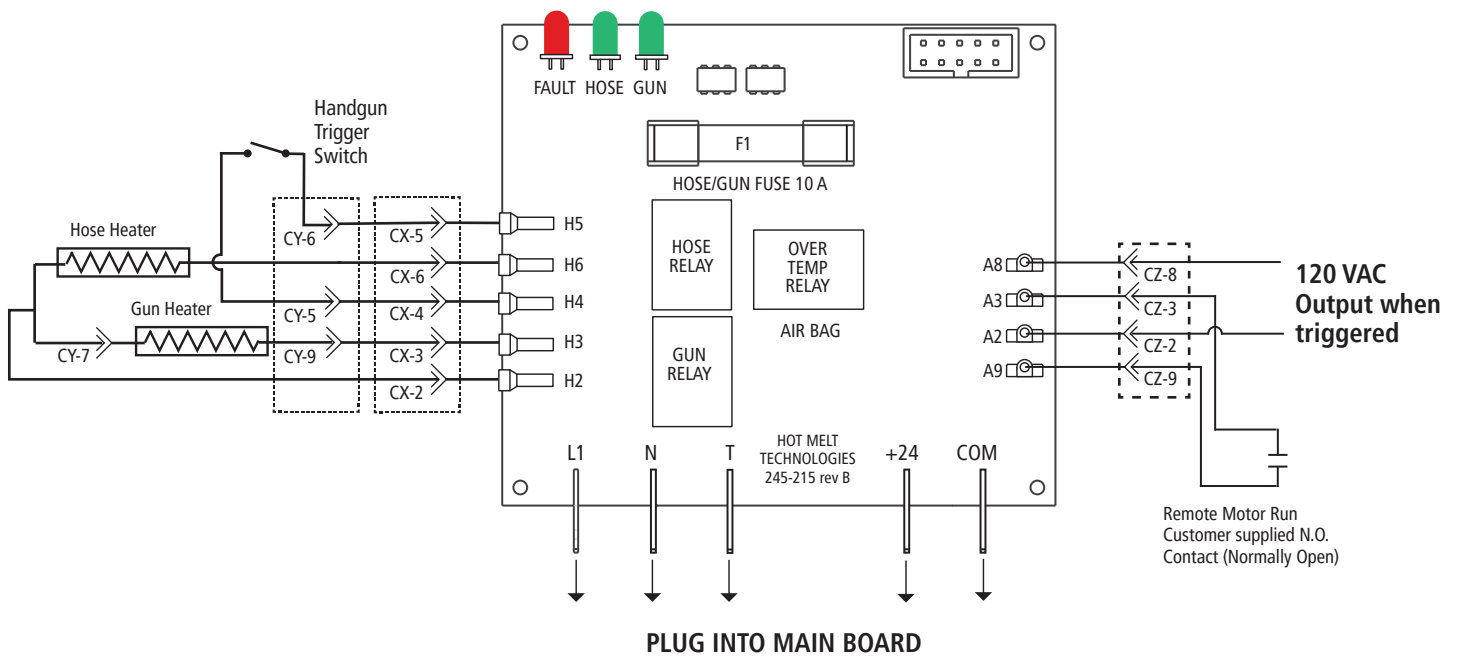 FAULT HOSE GUN
F1
HOSE/GUN FUSE 10 A
Handgun
Trigger
Switch
Hose Heater
Gun Heater
CY-6
CX-5
H5
CX-6
H6
CY-5
CX-4
H4
CY-7
CY-9
CX-3
H3
CX-2
H2
HOSE
RELAY
OVER
TEMP
RELAY
AIR BAG
GUN
RELAY
A8
CZ-8
A3
CZ-3
A2
CZ-2
A9
CZ-9
120 VAC
Output when
triggered
L1
N
T
HOT MELT
TECHNOLOGIES
245-215 rev B
+24
COM
Remote Motor Run
Customer supplied N.O.
Contact (Normally Open)
PLUG INTO MAIN BOARD